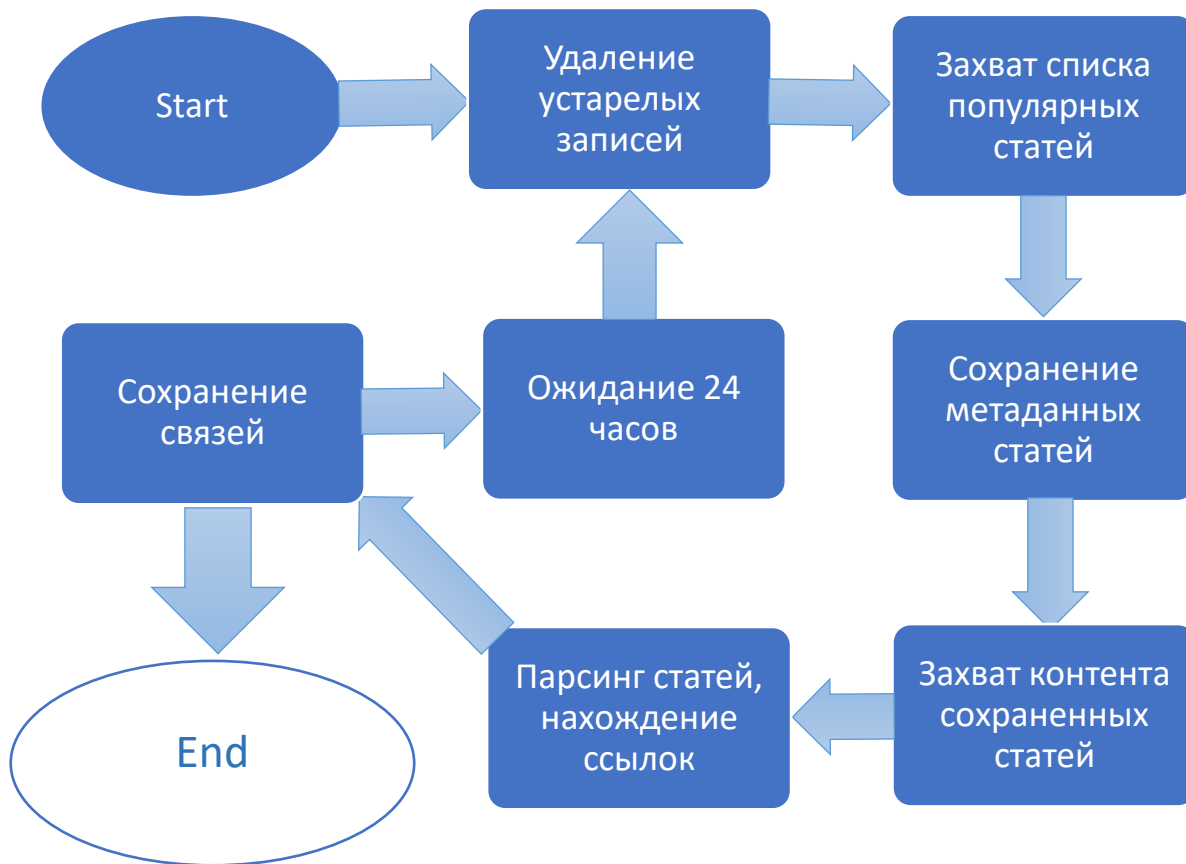 Start
Удаление
устарелых
записей
Захват списка
популярных
статей
Сохранение
связей
Ожидание 24
часов
Сохранение
метаданных
статей
End
Парсинг статей,
нахождение
ссылок
Захват контента
сохраненных
статей